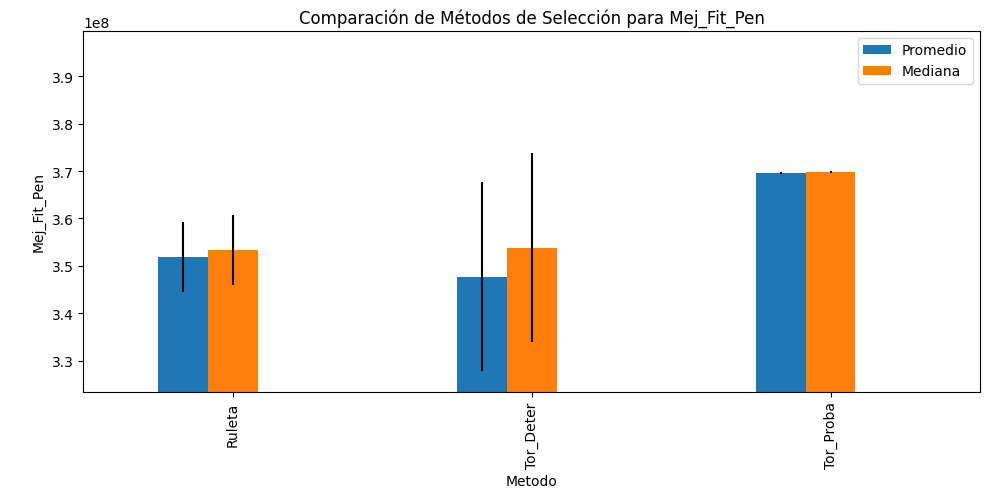 Comparación de Métodos de Selección para Mej_Fit_Pen
1e8
Promedio
Mediana
3.9
3.8
3.7
3.6
3.5
3.4
3.3
Mej_Fit_Pen
Ruleta
Tor_Deter
Tor_Proba
Metodo